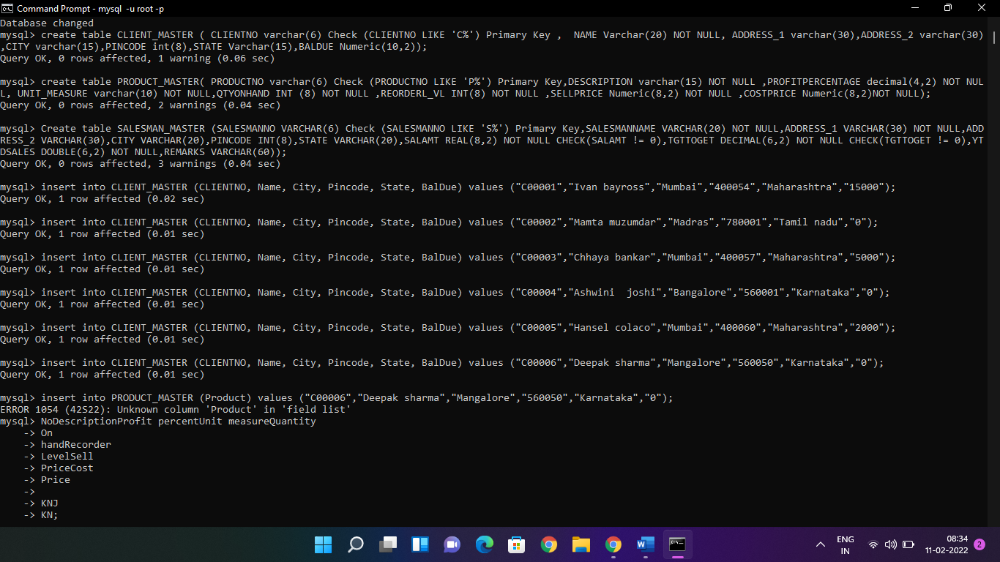 Command Prompt - mysql -u root -p
Database changed
mysql> create table CLIENT_MASTER ( CLIENTNO varchar(6) Check (CLIENTNO LIKE 'C%') Primary Key ,  NAME Varchar(20) NOT NULL, ADDRESS_1 varchar(30),ADDRESS_2 varchar(30)
,CITY varchar(15),PINCODE int(8),STATE Varchar(15),BALDUE Numeric(10,2));
Query OK, 0 rows affected, 1 warning (0.06 sec)
mysql> create table PRODUCT_MASTER( PRODUCTNO varchar(6) Check (PRODUCTNO LIKE 'P%') Primary Key,DESCRIPTION varchar(15) NOT NULL ,PROFITPERCENTAGE decimal(4,2) NOT NUL
L, UNIT_MEASURE varchar(10) NOT NULL,QTYONHAND INT (8) NOT NULL ,REORDERL_VL INT(8) NOT NULL ,SELLPRICE Numeric(8,2) NOT NULL ,COSTPRICE Numeric(8,2)NOT NULL);
Query OK, 0 rows affected, 2 warnings (0.04 sec)
mysql> Create table SALESMAN_MASTER (SALESMANNO VARCHAR(6) Check (SALESMANNO LIKE 'S%') Primary Key,SALESMANNAME VARCHAR(20) NOT NULL,ADDRESS_1 VARCHAR(30) NOT NULL,ADD
RESS_2 VARCHAR(30),CITY VARCHAR(20),PINCODE INT(8),STATE VARCHAR(20),SALAMT REAL(8,2) NOT NULL CHECK(SALAMT != 0),TGTTOGET DECIMAL(6,2) NOT NULL CHECK(TGTTOGET != 0),YT
DSALES DOUBLE(6,2) NOT NULL,REMARKS VARCHAR(60));
Query OK, 0 rows affected, 3 warnings (0.04 sec)
mysql> insert into CLIENT_MASTER (CLIENTNO, Name, City, Pincode, State, BalDue) values ("C00001","Ivan bayross","Mumbai","400054","Maharashtra","15000");
Query OK, 1 row affected (0.02 sec)
mysql> insert into CLIENT_MASTER (CLIENTNO, Name, City, Pincode, State, BalDue) values ("C00002","Mamta muzumdar","Madras","780001","Tamil nadu","0");
Query OK, 1 row affected (0.01 sec)
mysql> insert into CLIENT_MASTER (CLIENTNO, Name, City, Pincode, State, BalDue) values ("C00003","Chhaya bankar","Mumbai","400057","Maharashtra","5000");
Query OK, 1 row affected (0.01 sec)
mysql> insert into CLIENT_MASTER (CLIENTNO, Name, City, Pincode, State, BalDue) values ("C00004","Ashwini  joshi","Bangalore","560001","Karnataka","0");
Query OK, 1 row affected (0.01 sec)
mysql> insert into CLIENT_MASTER (CLIENTNO, Name, City, Pincode, State, BalDue) values ("C00005","Hansel colaco","Mumbai","400060","Maharashtra","2000");
Query OK, 1 row affected (0.01 sec)
mysql> insert into CLIENT_MASTER (CLIENTNO, Name, City, Pincode, State, BalDue) values ("C00006","Deepak sharma","Mangalore","560050","Karnataka","0");
Query OK, 1 row affected (0.01 sec)
mysql> insert into PRODUCT_MASTER (Product) values ("C00006","Deepak sharma","Mangalore","560050","Karnataka","0");
ERROR 1054 (42S22): Unknown column 'Product' in 'field list'
mysql> NoDescriptionProfit percentUnit measureQuantity
    -> On
    -> handRecorder
    -> LevelSell
    -> PriceCost
    -> Price
    ->
    -> KNJ
    -> KN;
ENG
IN
08:34
11-02-2022
2